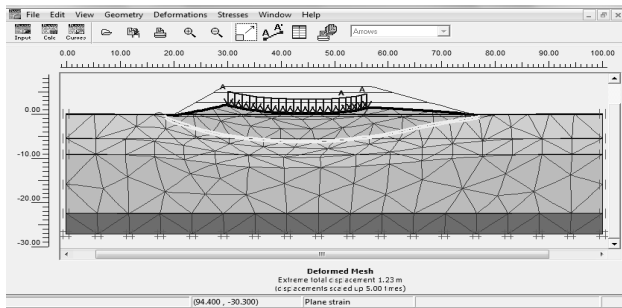 File Edit View Geometry Deformations Stresses Window Help
Input Calc Curves A A* Arrows
0.00 10.00 20.00 30.00 40.00 50.00 60.00 70.00 80.00 90.00 100.00
A A A
0.00
-10.00
-20.00
-30.00
Deformed Mesh
Extreme total displacement 1.23 m
(displacements scaled up 5.00 times)
(94.400 , -30.300) Plane strain